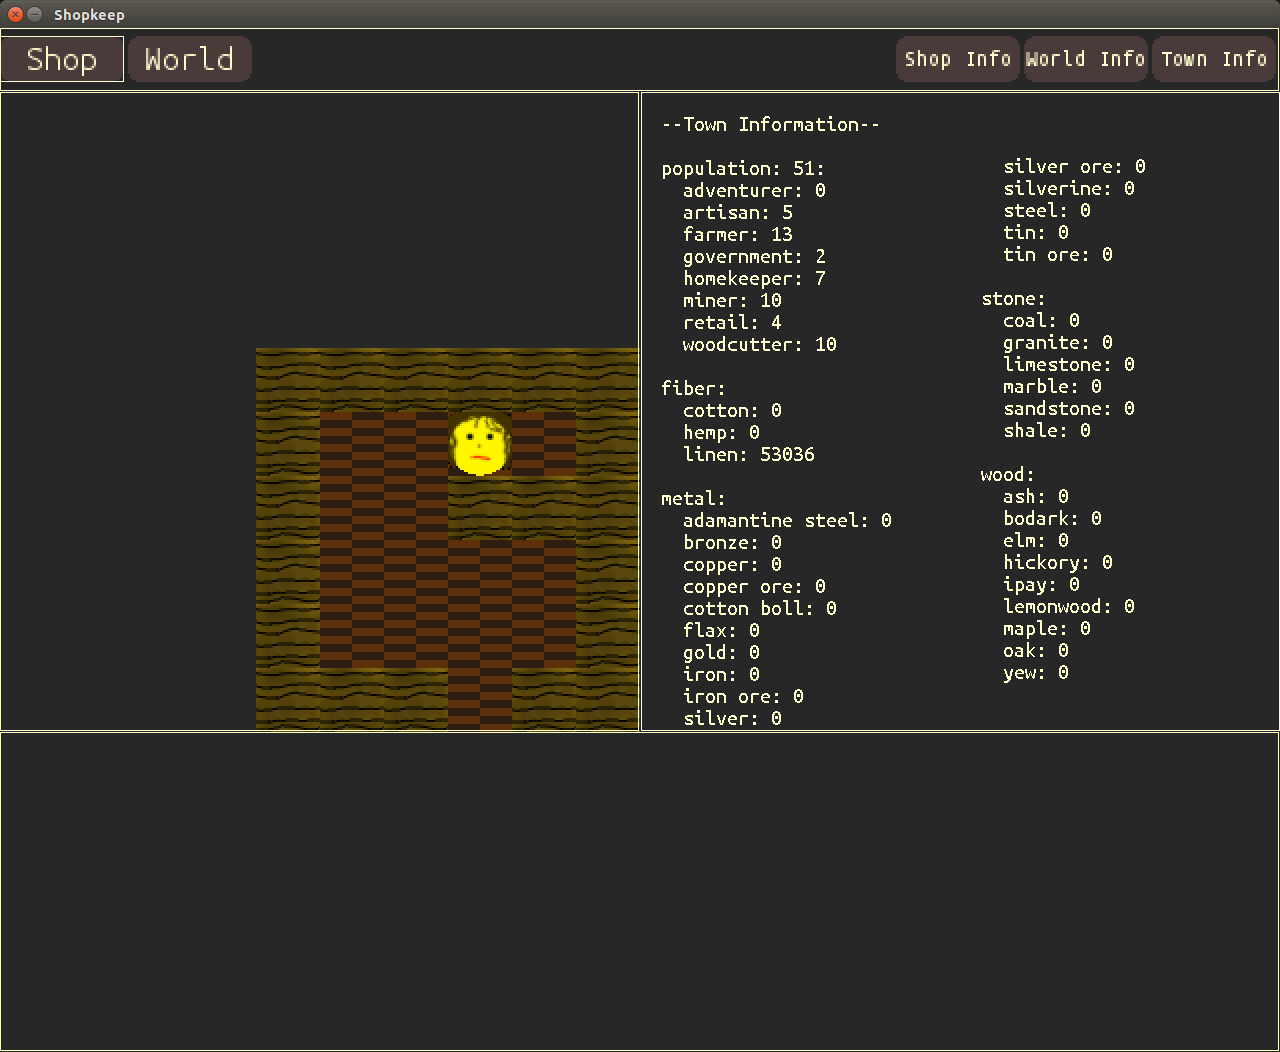 Shopkeep
Shop
World
Shop Info
World Info
Town Info
--Town Information--
population: 51:
adventurer: 0
artisan: 5
farmer: 13
government: 2
homekeeper: 7
miner: 10
retail: 4
woodcutter: 10
fiber:
cotton: 0
hemp: 0
linen: 53036
metal:
adamantine steel: 0
bronze: 0
copper: 0
copper ore: 0
cotton boll: 0
flax: 0
gold: 0
iron: 0
iron ore: 0
silver: 0
silver ore: 0
silverine: 0
steel: 0
tin: 0
tin ore: 0
stone:
coal: 0
granite: 0
limestone: 0
marble: 0
sandstone: 0
shale: 0
wood:
ash: 0
bodark: 0
elm: 0
hickory: 0
ipay: 0
lemonwood: 0
maple: 0
oak: 0
yew: 0